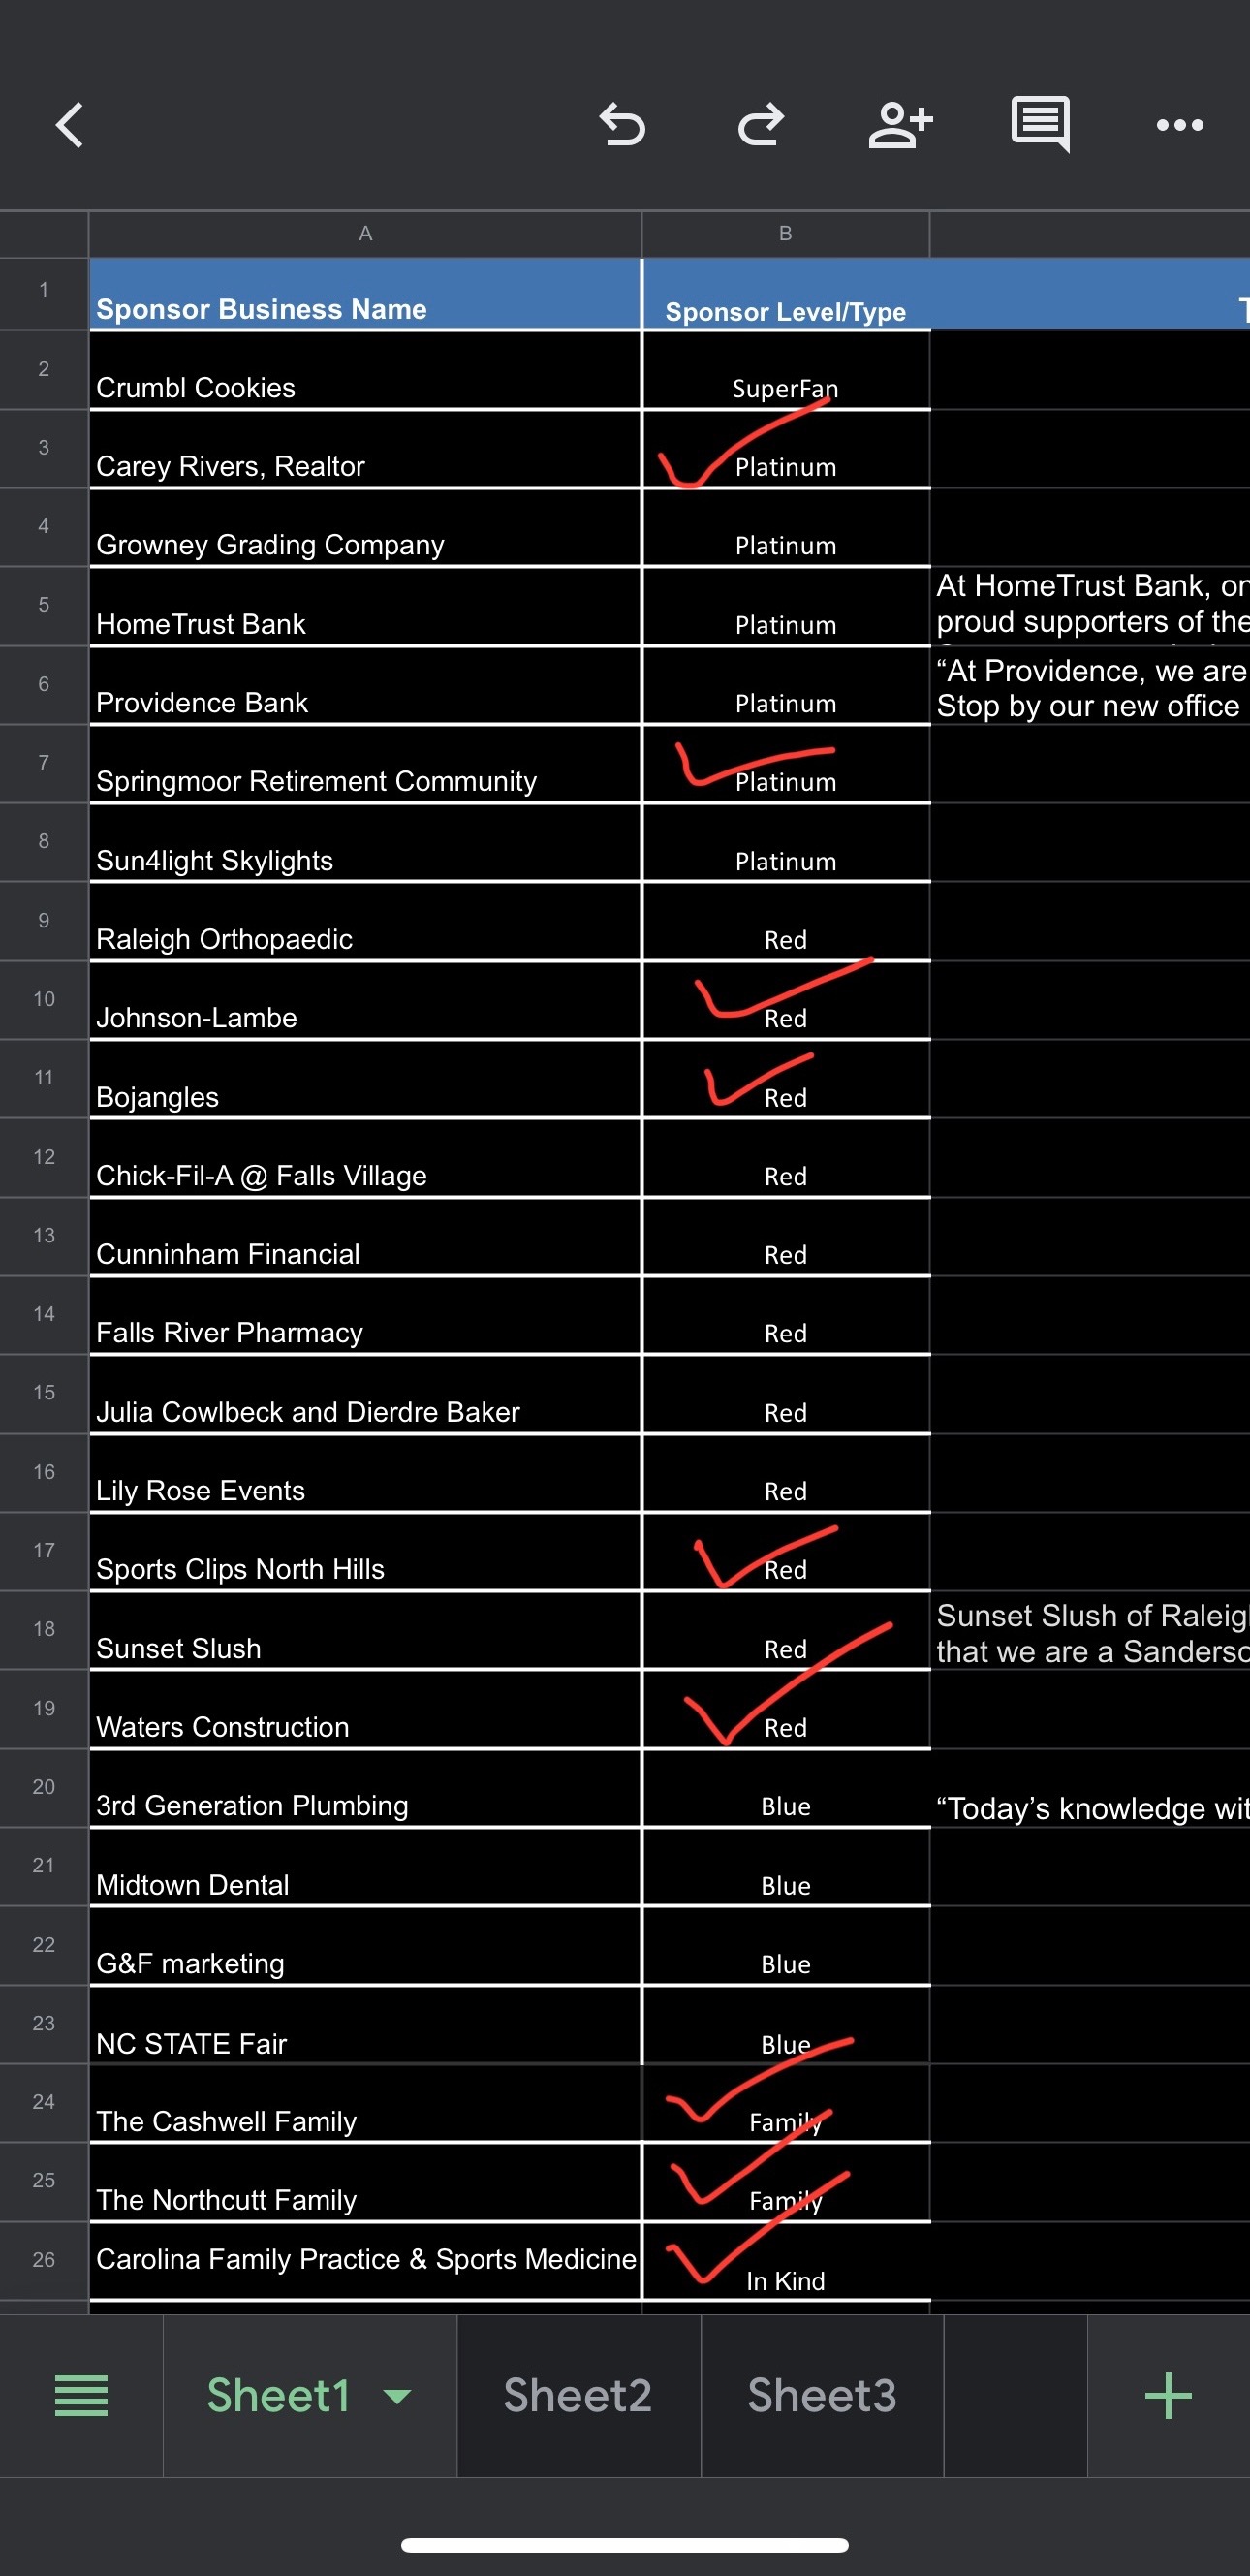 A B
1 Sponsor Business Name Sponsor Level/Type
2 Crumbl Cookies SuperFan
3 Carey Rivers, Realtor Platinum
4 Growney Grading Company Platinum
5 HomeTrust Bank Platinum At HomeTrust Bank, on
proud supporters of the
6 Providence Bank Platinum “At Providence, we are
Stop by our new office
7 Springmoor Retirement Community Platinum
8 Sun4light Skylights Platinum
9 Raleigh Orthopaedic Red
10 Johnson-Lambe Red
11 Bojangles Red
12 Chick-Fil-A @ Falls Village Red
13 Cunninham Financial Red
14 Falls River Pharmacy Red
15 Julia Cowlbeck and Dierdre Baker Red
16 Lily Rose Events Red
17 Sports Clips North Hills Red
18 Sunset Slush Red Sunset Slush of Raleig
that we are a Sanderso
19 Waters Construction Red
20 3rd Generation Plumbing Blue “Today’s knowledge wit
21 Midtown Dental Blue
22 G&F marketing Blue
23 NC STATE Fair Blue
24 The Cashwell Family Family
25 The Northcutt Family Family
26 Carolina Family Practice & Sports Medicine In Kind
Sheet1 Sheet2 Sheet3